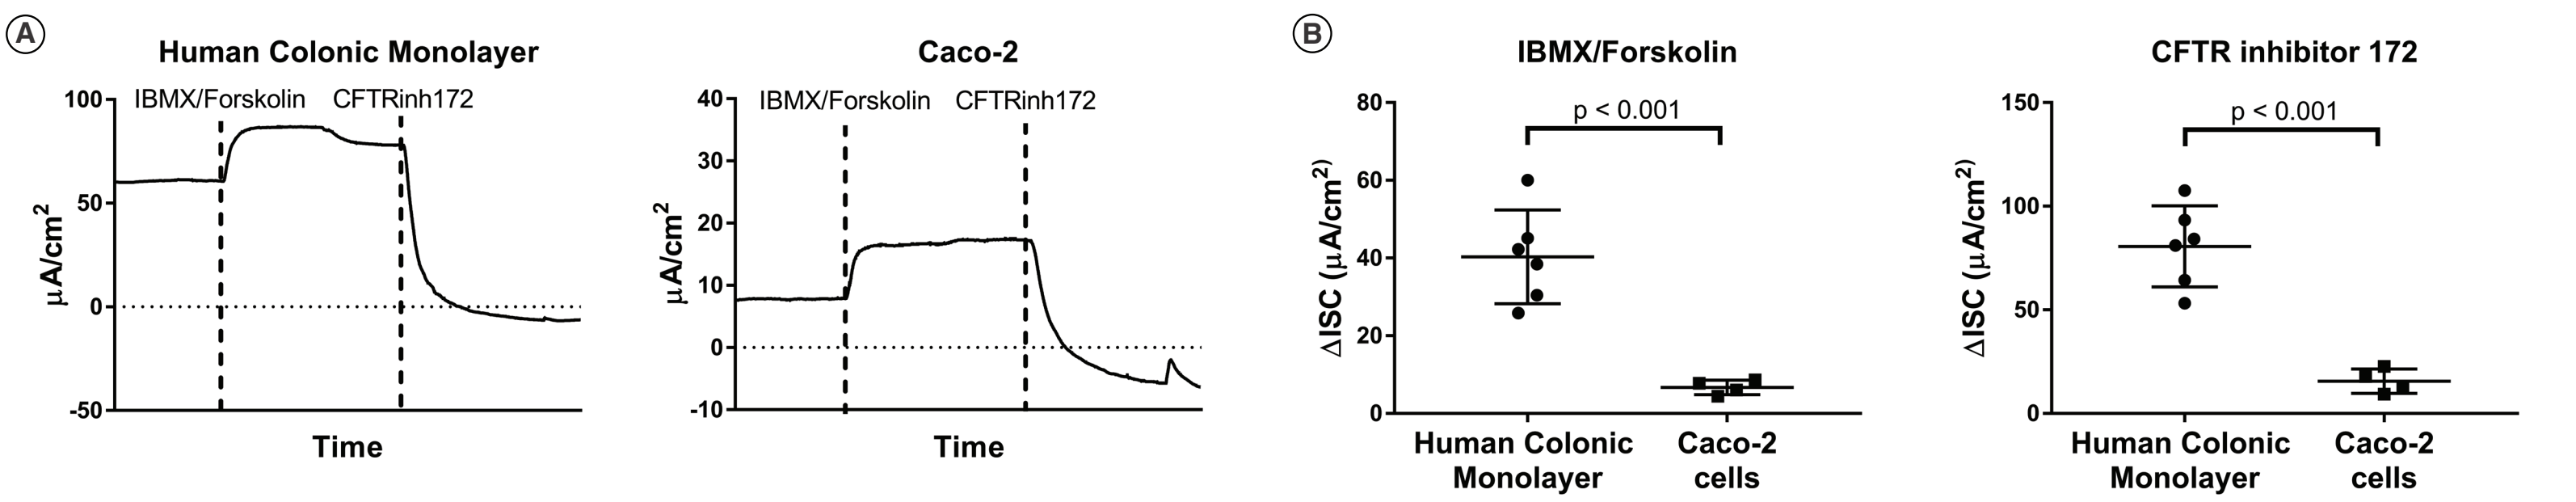 A
Human Colonic Monolayer
IBMX/Forskolin CFTRinh172
100
50
0
-50
μA/cm²
Time
Caco-2
IBMX/Forskolin CFTRinh172
40
30
20
10
0
-10
μA/cm²
Time
B
IBMX/Forskolin
p < 0.001
80
60
40
20
0
ΔISC (μA/cm²)
Human Colonic
Monolayer
Caco-2
cells
CFTR inhibitor 172
p < 0.001
150
100
50
0
ΔISC (μA/cm²)
Human Colonic
Monolayer
Caco-2
cells